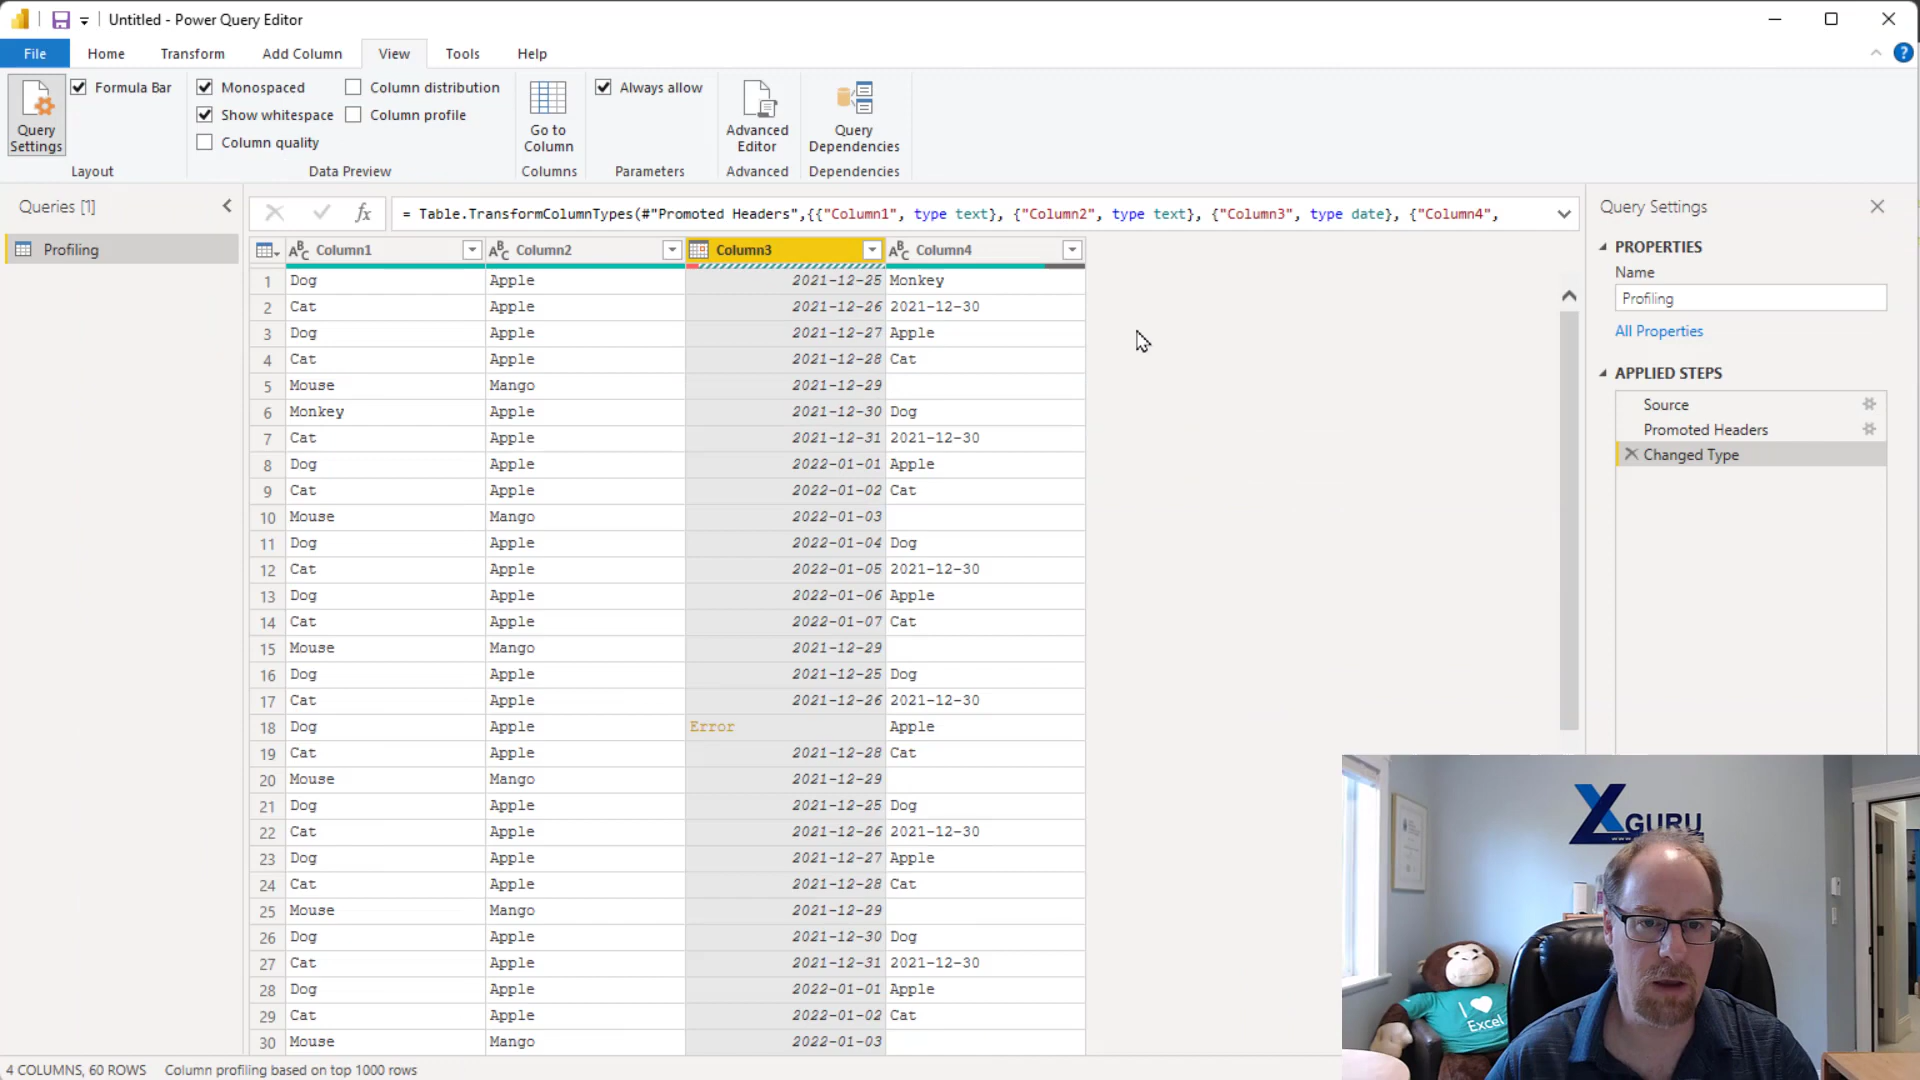 Untitled - Power Query Editor
File Home Transform Add Column View Tools Help
Query Settings
Formula Bar
Layout
Monospaced
Show whitespace
Column quality
Column distribution
Column profile
Data Preview
Go to Column
Columns
Always allow
Parameters
Advanced Editor
Advanced
Query Dependencies
Dependencies
Queries [1]
Profiling
fx = Table.TransformColumnTypes(#"Promoted Headers",{{"Column1", type text}, {"Column2", type text}, {"Column3", type date}, {"Column4",
Column1 Column2 Column3 Column4
1 Dog Apple 2021-12-25 Monkey
2 Cat Apple 2021-12-26 2021-12-30
3 Dog Apple 2021-12-27 Apple
4 Cat Apple 2021-12-28 Cat
5 Mouse Mango 2021-12-29
6 Monkey Apple 2021-12-30 Dog
7 Cat Apple 2021-12-31 2021-12-30
8 Dog Apple 2022-01-01 Apple
9 Cat Apple 2022-01-02 Cat
10 Mouse Mango 2022-01-03
11 Dog Apple 2022-01-04 Dog
12 Cat Apple 2022-01-05 2021-12-30
13 Dog Apple 2022-01-06 Apple
14 Cat Apple 2022-01-07 Cat
15 Mouse Mango 2021-12-29
16 Dog Apple 2021-12-25 Dog
17 Cat Apple 2021-12-26 2021-12-30
18 Dog Apple Error Apple
19 Cat Apple 2021-12-28 Cat
20 Mouse Mango 2021-12-29
21 Dog Apple 2021-12-25 Dog
22 Cat Apple 2021-12-26 2021-12-30
23 Dog Apple 2021-12-27 Apple
24 Cat Apple 2021-12-28 Cat
25 Mouse Mango 2021-12-29
26 Dog Apple 2021-12-30 Dog
27 Cat Apple 2021-12-31 2021-12-30
28 Dog Apple 2022-01-01 Apple
29 Cat Apple 2022-01-02 Cat
30 Mouse Mango 2022-01-03
Query Settings
PROPERTIES
Name
Profiling
All Properties
APPLIED STEPS
Source
Promoted Headers
Changed Type
XGURU
I ♥
Excel
4 COLUMNS, 60 ROWS Column profiling based on top 1000 rows